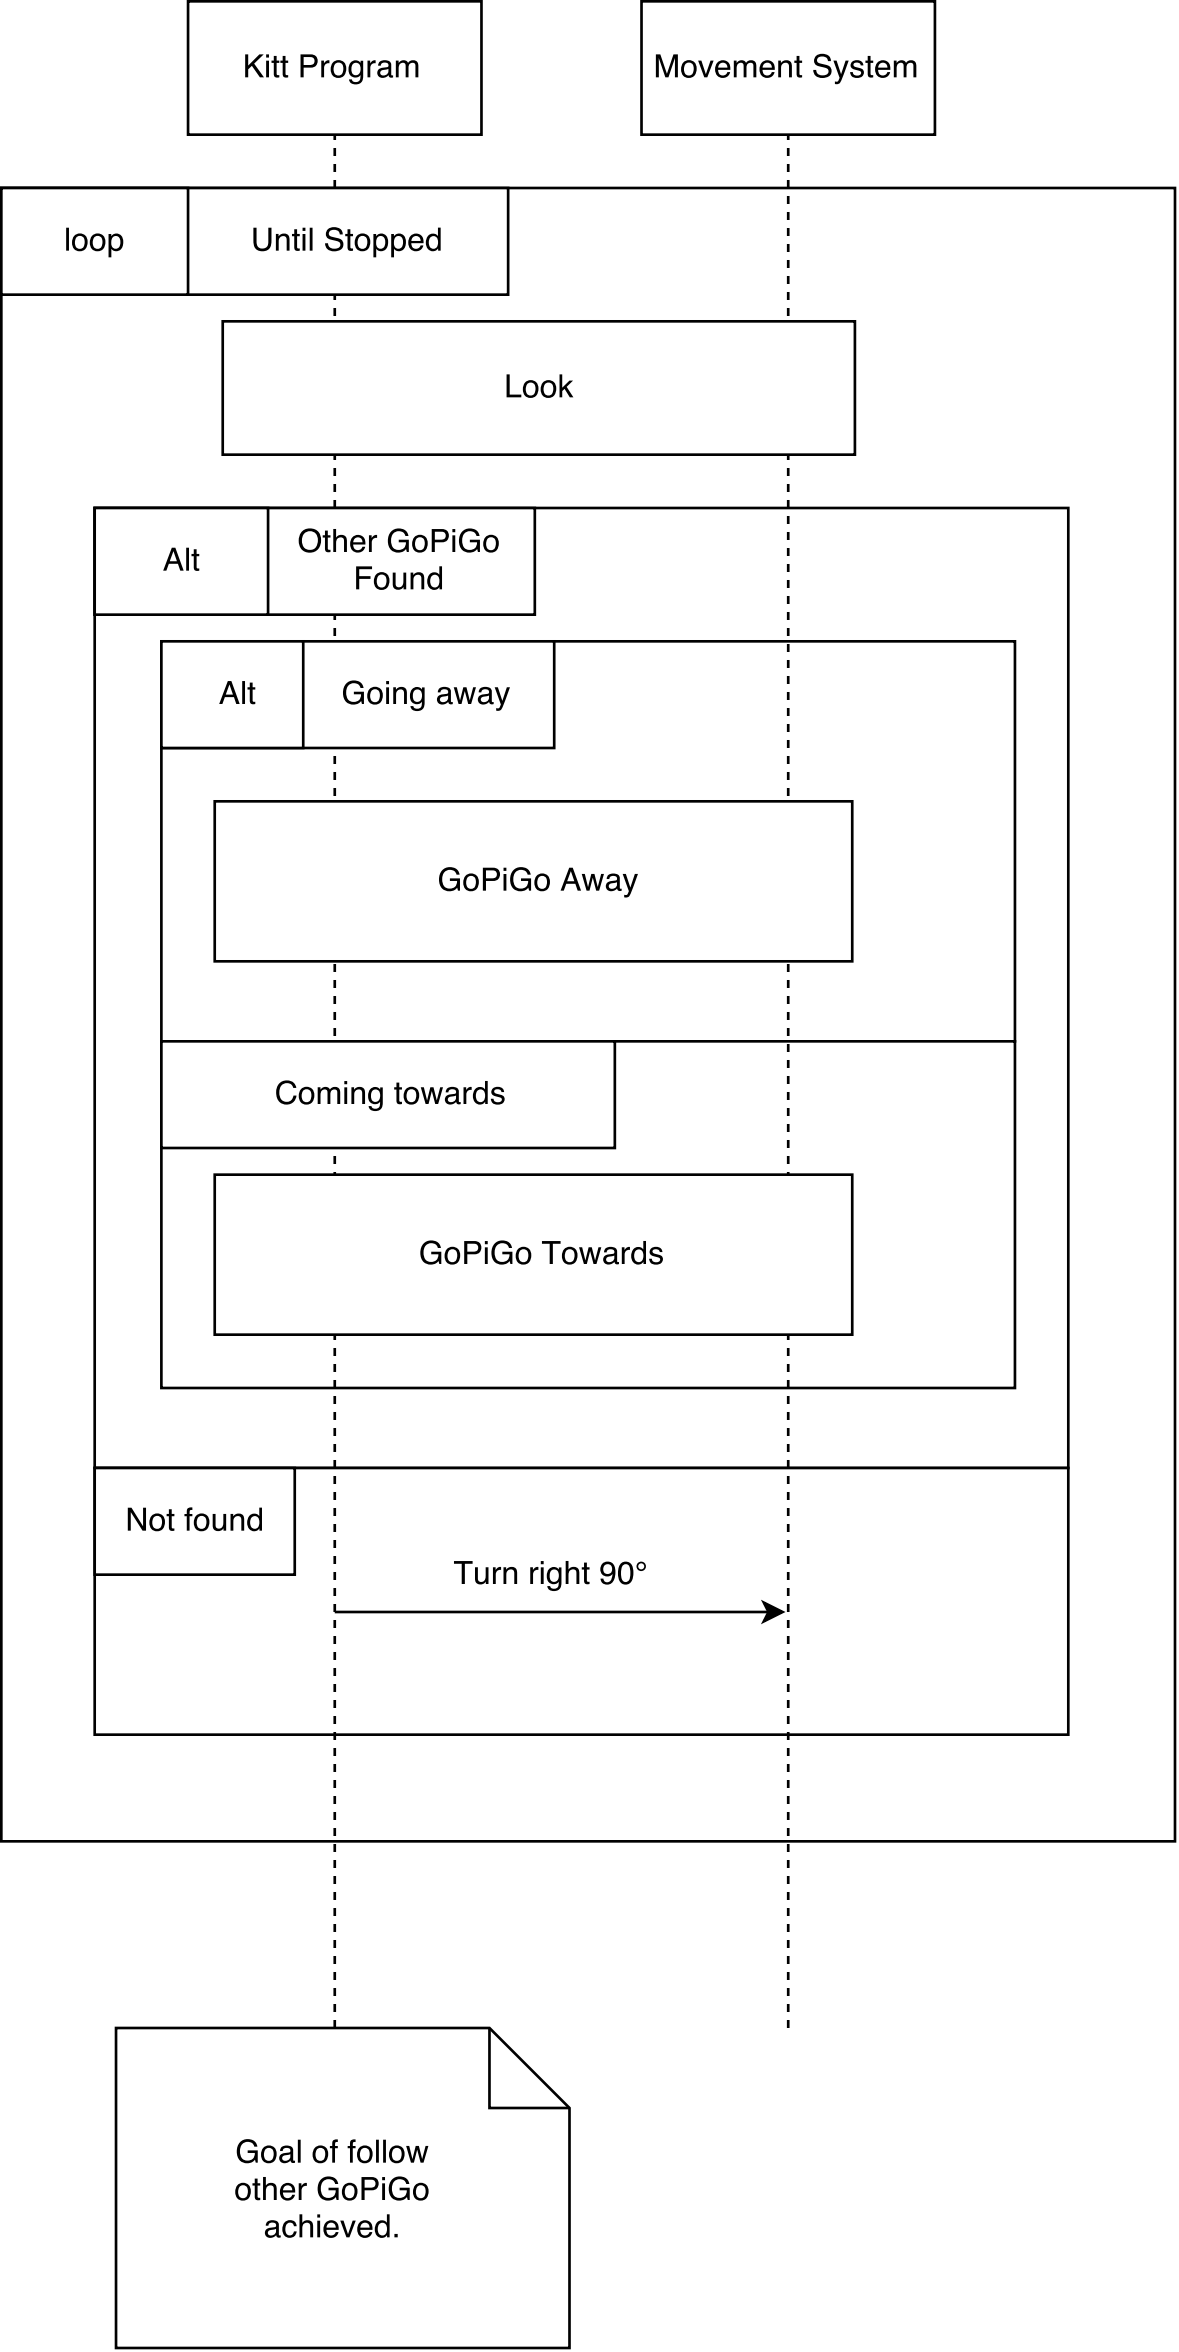 Kitt Program
Movement System
loop
Until Stopped
Look
Alt
Other GoPiGo
Found
Alt
Going away
GoPiGo Away
Coming towards
GoPiGo Towards
Not found
Turn right 90°
Goal of follow
other GoPiGo
achieved.